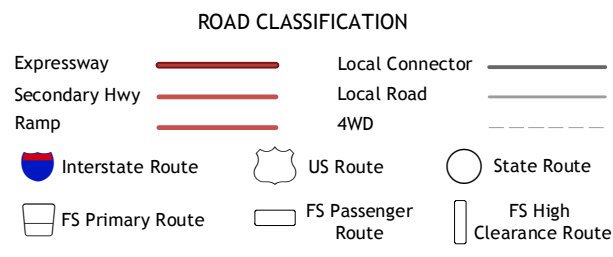 ROAD CLASSIFICATION
Expressway
Local Connector
Secondary Hwy
Local Road
Ramp
4WD
Interstate Route
US Route
State Route
FS Primary Route
FS Passenger
Route
FS High
Clearance Route